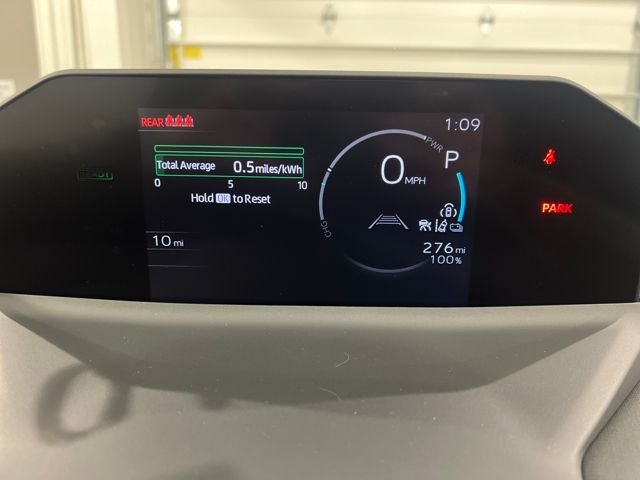 REAR
1:09
PWR
Total Average 0.5 miles/kWh
0 5 10
Hold OK to Reset
0 MPH
P
READY
PARK
CHG
10 mi
276 mi
100%